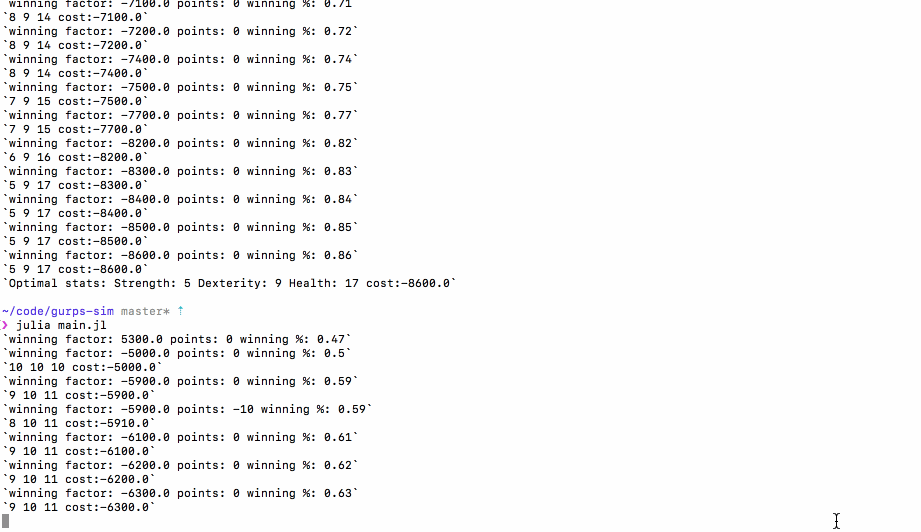 `winning factor: -7100.0 points: 0 winning %: 0.71
`8 9 14 cost:-7100.0`
`winning factor: -7200.0 points: 0 winning %: 0.72`
`8 9 14 cost:-7200.0`
`winning factor: -7400.0 points: 0 winning %: 0.74`
`8 9 14 cost:-7400.0`
`winning factor: -7500.0 points: 0 winning %: 0.75`
`7 9 15 cost:-7500.0`
`winning factor: -7700.0 points: 0 winning %: 0.77`
`7 9 15 cost:-7700.0`
`winning factor: -8200.0 points: 0 winning %: 0.82`
`6 9 16 cost:-8200.0`
`winning factor: -8300.0 points: 0 winning %: 0.83`
`5 9 17 cost:-8300.0`
`winning factor: -8400.0 points: 0 winning %: 0.84`
`5 9 17 cost:-8400.0`
`winning factor: -8500.0 points: 0 winning %: 0.85`
`5 9 17 cost:-8500.0`
`winning factor: -8600.0 points: 0 winning %: 0.86`
`5 9 17 cost:-8600.0`
`Optimal stats: Strength: 5 Dexterity: 9 Health: 17 cost:-8600.0`
~/code/gurps-sim master* ⇡
❯ julia main.jl
`winning factor: 5300.0 points: 0 winning %: 0.47`
`winning factor: -5000.0 points: 0 winning %: 0.5`
`10 10 10 cost:-5000.0`
`winning factor: -5900.0 points: 0 winning %: 0.59`
`9 10 11 cost:-5900.0`
`winning factor: -5900.0 points: -10 winning %: 0.59`
`8 10 11 cost:-5910.0`
`winning factor: -6100.0 points: 0 winning %: 0.61`
`9 10 11 cost:-6100.0`
`winning factor: -6200.0 points: 0 winning %: 0.62`
`9 10 11 cost:-6200.0`
`winning factor: -6300.0 points: 0 winning %: 0.63`
`9 10 11 cost:-6300.0`